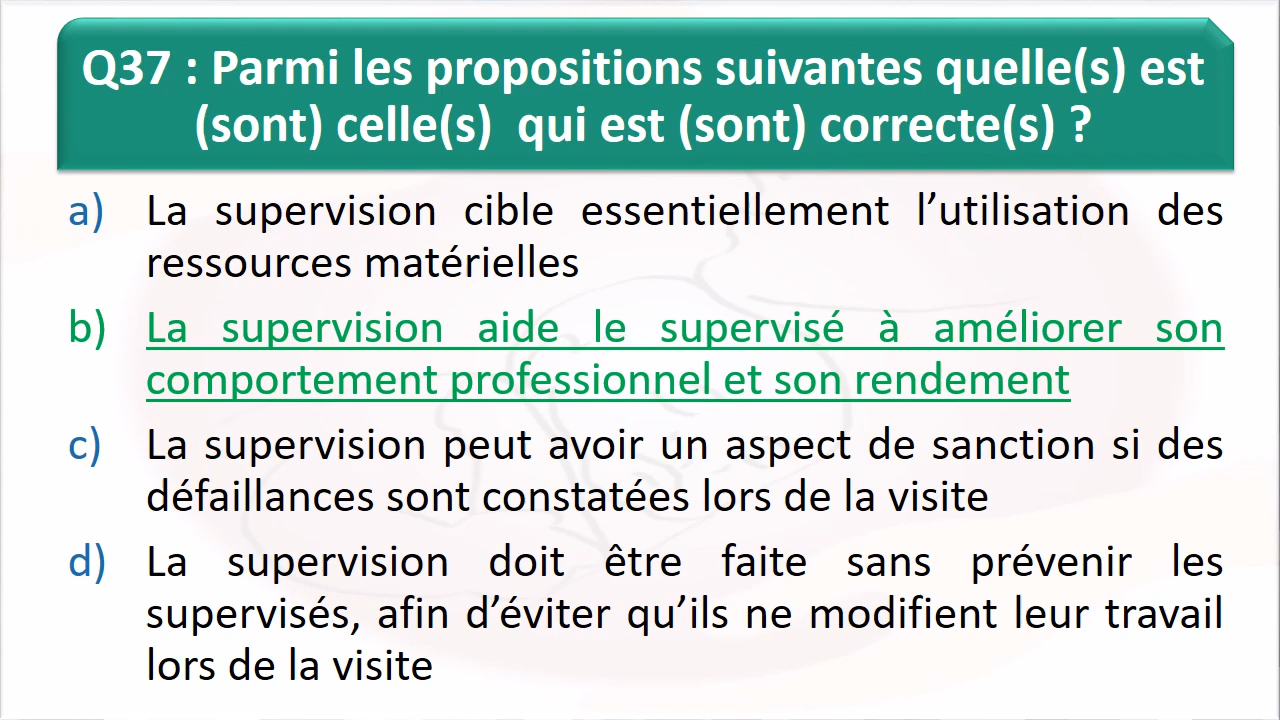 Q37 : Parmi les propositions suivantes quelle(s) est
(sont) celle(s) qui est (sont) correcte(s) ?
a) La supervision cible essentiellement l’utilisation des
ressources matérielles
b) La supervision aide le supervisé à améliorer son
comportement professionnel et son rendement
c) La supervision peut avoir un aspect de sanction si des
défaillances sont constatées lors de la visite
d) La supervision doit être faite sans prévenir les
supervisés, afin d’éviter qu’ils ne modifient leur travail
lors de la visite